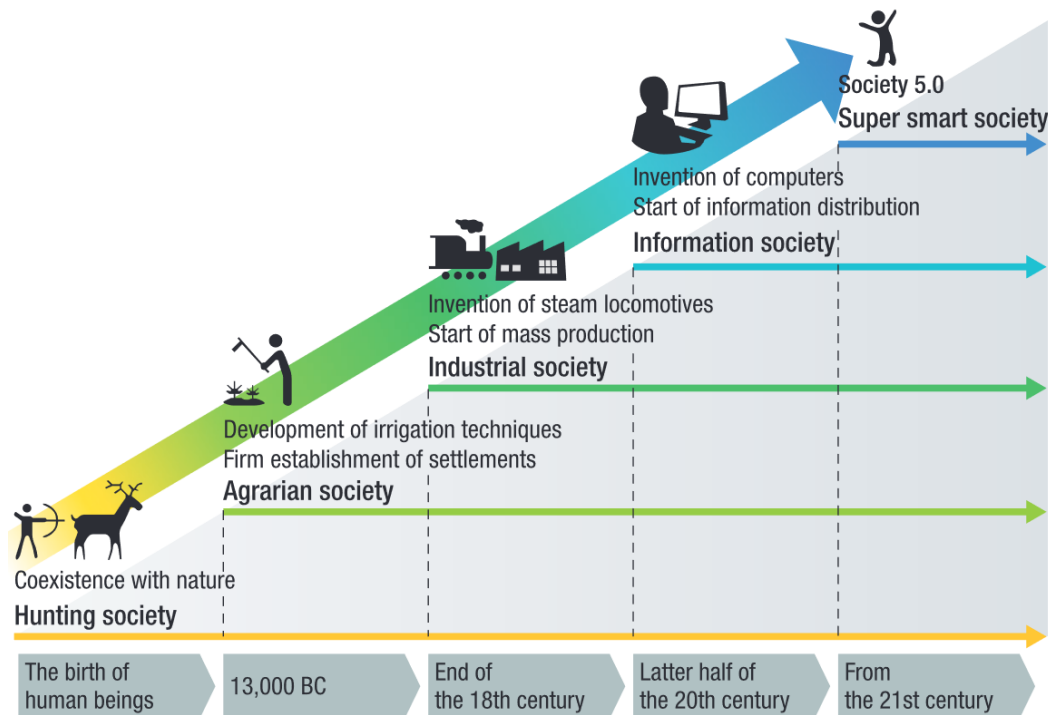 Society 5.0
Super smart society
Invention of computers
Start of information distribution
Information society
Invention of steam locomotives
Start of mass production
Industrial society
Development of irrigation techniques
Firm establishment of settlements
Agrarian society
Coexistence with nature
Hunting society
The birth of
human beings
13,000 BC
End of
the 18th century
Latter half of
the 20th century
From
the 21st century